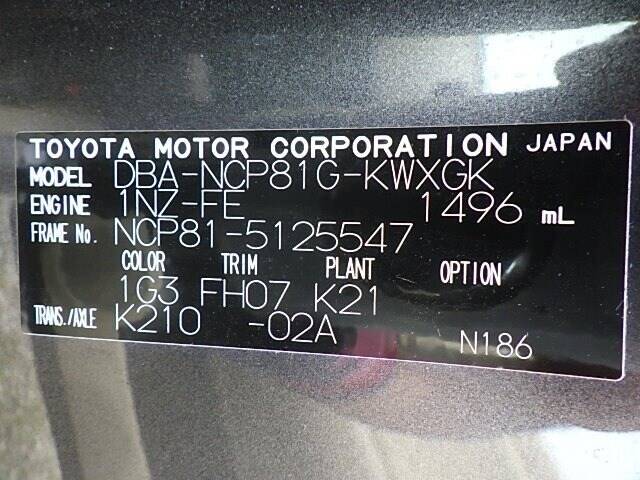 TOYOTA MOTOR CORPORATION JAPAN
MODEL DBA-NCP81G-KWXGK
ENGINE 1NZ-FE 1496 mL
FRAME No. NCP81-5125547
COLOR TRIM PLANT OPTION
1G3 FH07 K21
TRANS./AXLE K210 -02A
N186